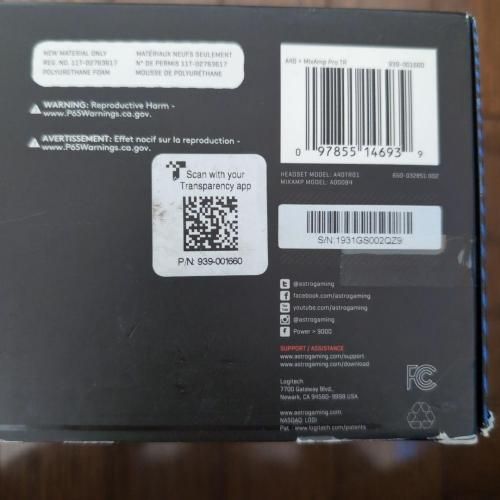 NEW MATERIAL ONLY
REG. NO. 117-02763617
POLYURETHANE FOAM
MATÉRIAUX NEUFS SEULEMENT
N° DE PERMIS 117-02763617
MOUSSE DE POLYURÉTHANE
WARNING: Reproductive Harm -
www.P65Warnings.ca.gov.
AVERTISSEMENT: Effet nocif sur la reproduction -
www.P65Warnings.ca.gov.
Scan with your
Transparency app
P/N: 939-001660
A40 + MixAmp Pro TR 939-001660
0 97855 14693 9
HEADSET MODEL: A40TR01
MIXAMP MODEL: A00084
650-032851.002
S/N:1931GS002QZ9
@astrogaming
facebook.com/astrogaming
/astrogaming
@astrogaming
Power > 9000
SUPPORT / ASSISTANCE
www.astrogaming.com/support
www.astrogaming.com/download
Logitech
7700 Gateway Blvd.,
Newark, CA 94560-9998 USA
astrogaming.com
NASDAQ: LOGI
Pat. www.logitech.com/patents
FC